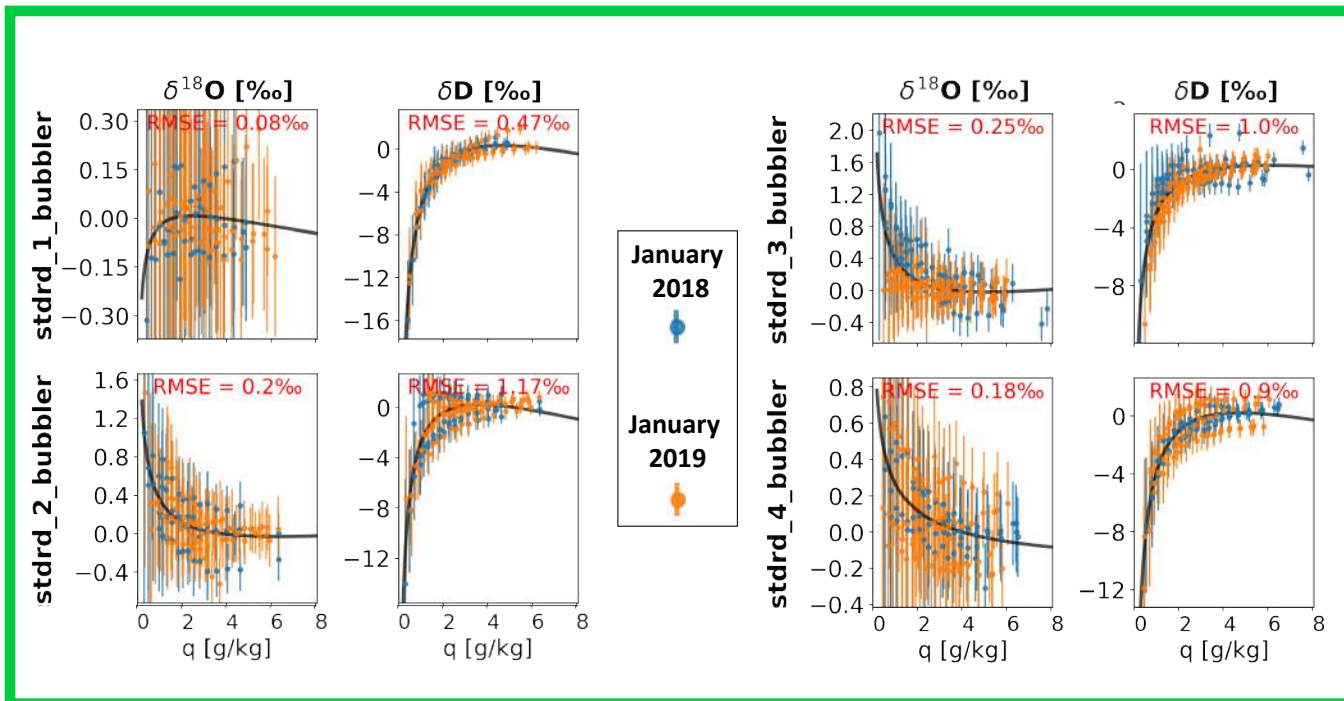 δ¹⁸O [‰]
δD [‰]
δ¹⁸O [‰]
δD [‰]
stdrd_1_bubbler
0.30
0.15
0.00
−0.15
−0.30
RMSE = 0.08‰
0
−4
−8
−12
−16
RMSE = 0.47‰
stdrd_3_bubbler
2.0
1.6
1.2
0.8
0.4
0.0
−0.4
RMSE = 0.25‰
0
−4
−8
RMSE = 1.0‰
January
2018
January
2019
stdrd_2_bubbler
1.6
1.2
0.8
0.4
0.0
−0.4
RMSE = 0.2‰
0 2 4 6 8
q [g/kg]
0
−4
−8
−12
RMSE = 1.17‰
0 2 4 6 8
q [g/kg]
stdrd_4_bubbler
0.8
0.6
0.4
0.2
0.0
−0.2
−0.4
RMSE = 0.18‰
0 2 4 6 8
q [g/kg]
0
−4
−8
−12
RMSE = 0.9‰
0 2 4 6 8
q [g/kg]